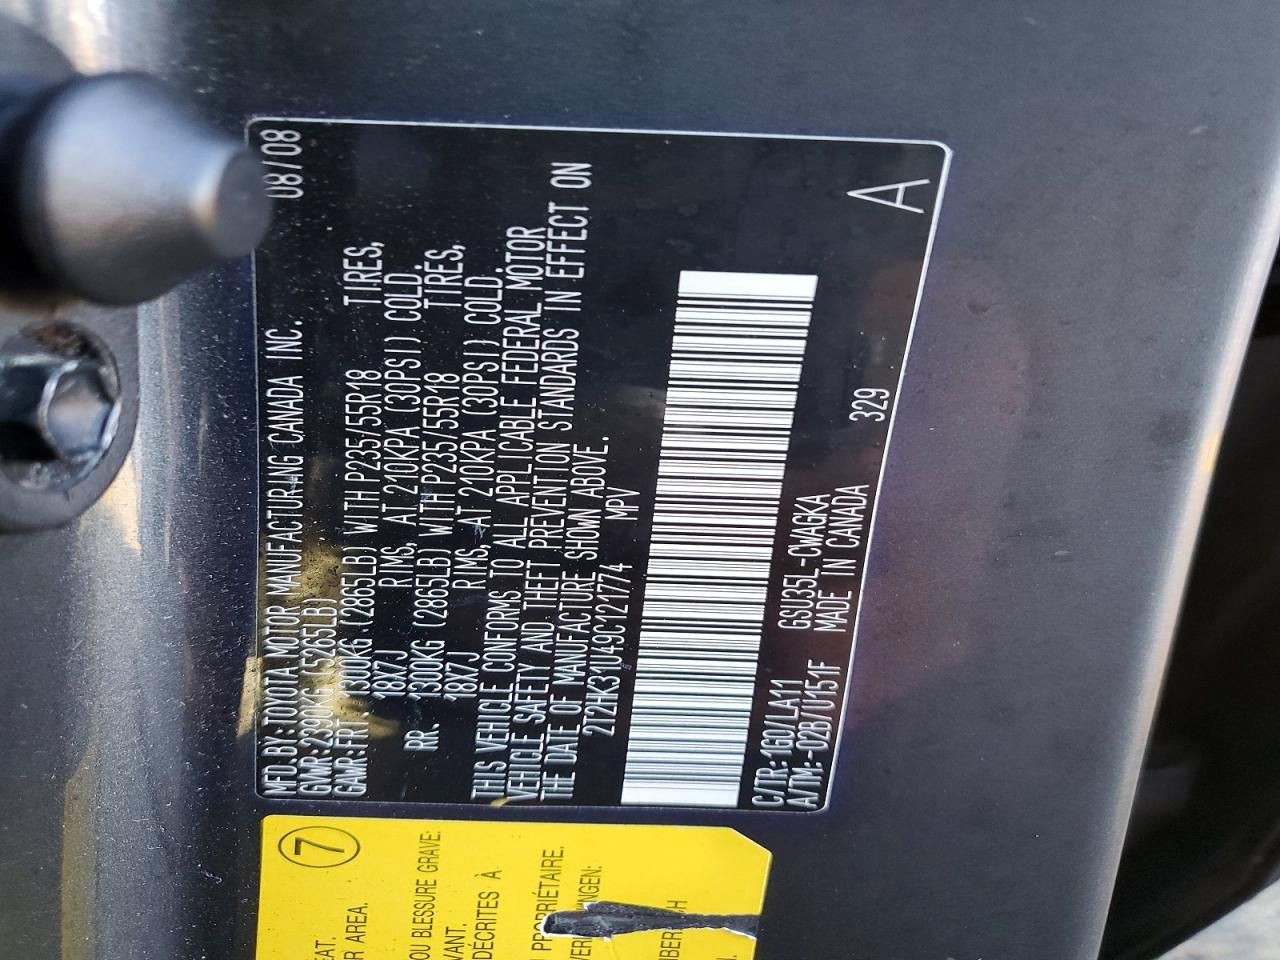 MFD.BY:TOYOTA MOTOR MANUFACTURING CANADA INC. 08/08
GVWR:2390KG(5265LB)
GAWR:FRT. 1300KG (2865LB) WITH P235/55R18 TIRES,
18X7J RIMS, AT 210KPA (30PSI) COLD.
RR. 1300KG (2865LB) WITH P235/55R18 TIRES,
18X7J RIMS, AT 210KPA (30PSI) COLD.
THIS VEHICLE CONFORMS TO ALL APPLICABLE FEDERAL MOTOR
VEHICLE SAFETY AND THEFT PREVENTION STANDARDS IN EFFECT ON
THE DATE OF MANUFACTURE SHOWN ABOVE.
2T2HK31U49C121774 MPV
C/TR:1G0/LA11 GSU35L-CWAGKA
A/TM:-02B/U151F MADE IN CANADA 329 A
7
EAT.
R AREA.
OU BLESSURE GRAVE:
VANT.
DÉCRITES À
PROPRIÉTAIRE.